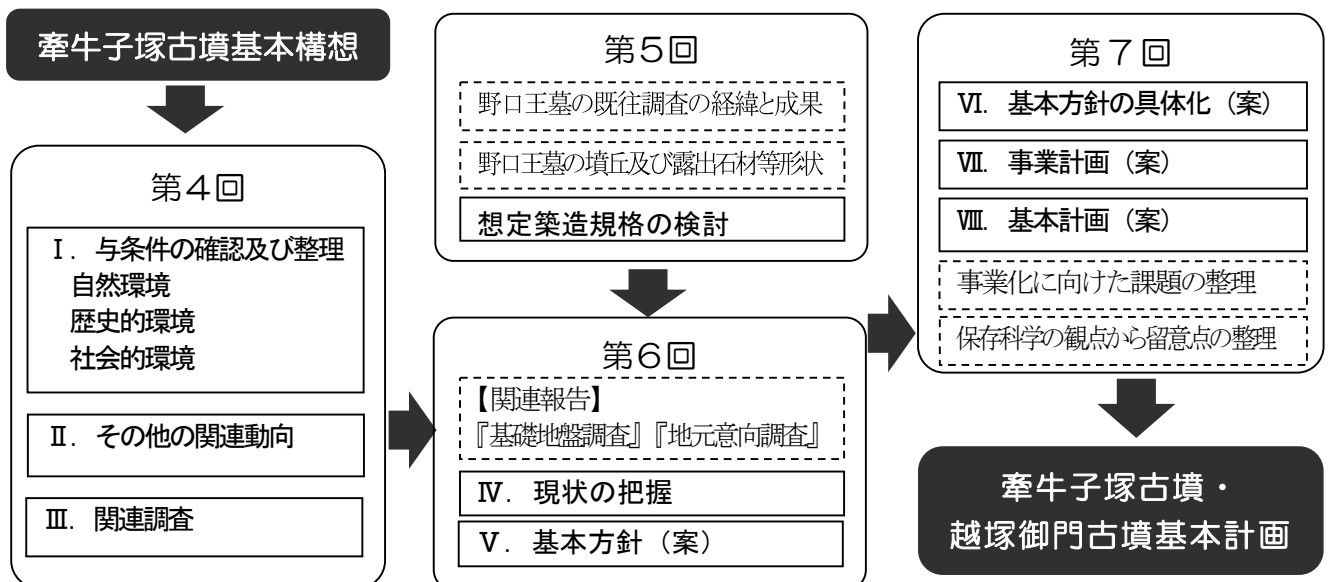 牽牛子塚古墳基本構想
第4回
Ⅰ．与条件の確認及び整理
自然環境
歴史的環境
社会的環境
Ⅱ．その他の関連動向
Ⅲ．関連調査
第5回
野口王墓の既往調査の経緯と成果
野口王墓の墳丘及び露出石材等形状
想定築造規格の検討
第6回
【関連報告】
『基礎地盤調査』『地元意向調査』
Ⅳ．現状の把握
Ⅴ．基本方針（案）
第7回
Ⅵ．基本方針の具体化（案）
Ⅶ．事業計画（案）
Ⅷ．基本計画（案）
事業化に向けた課題の整理
保存科学の観点から留意点の整理
牽牛子塚古墳・
越塚御門古墳基本計画